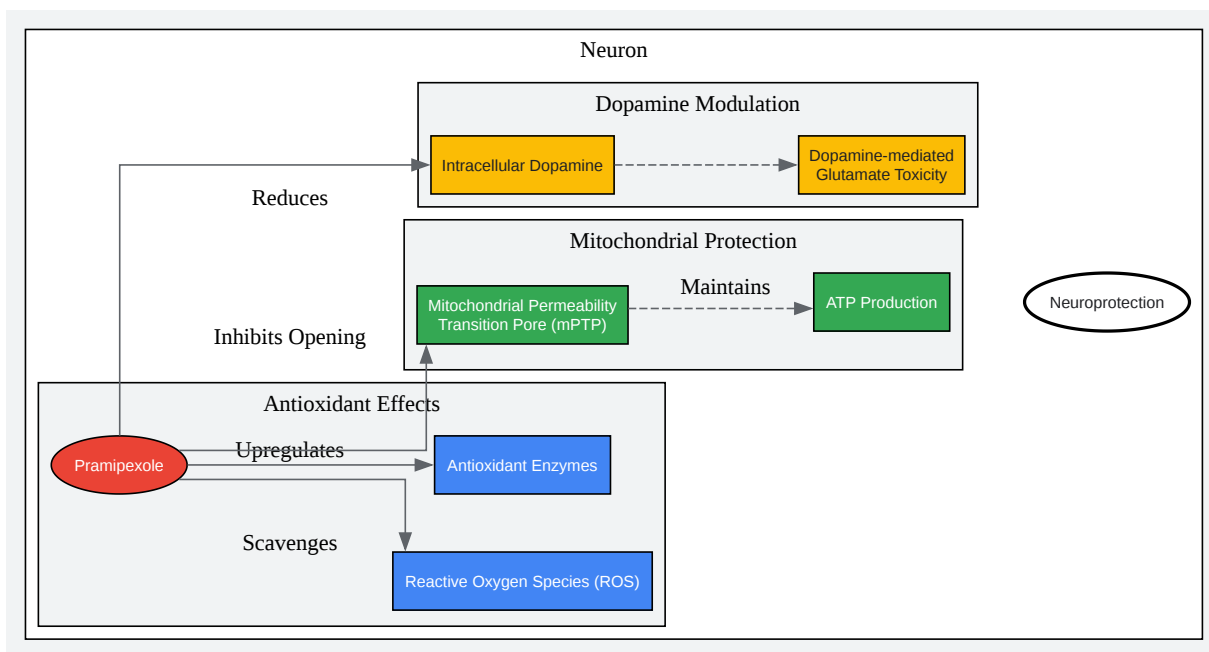 Neuron
Dopamine Modulation
Intracellular Dopamine
Dopamine-mediated
Glutamate Toxicity
Reduces
Mitochondrial Protection
Mitochondrial Permeability
Transition Pore (mPTP)
Maintains
ATP Production
Neuroprotection
Inhibits Opening
Antioxidant Effects
Pramipexole
Upregulates
Antioxidant Enzymes
Scavenges
Reactive Oxygen Species (ROS)